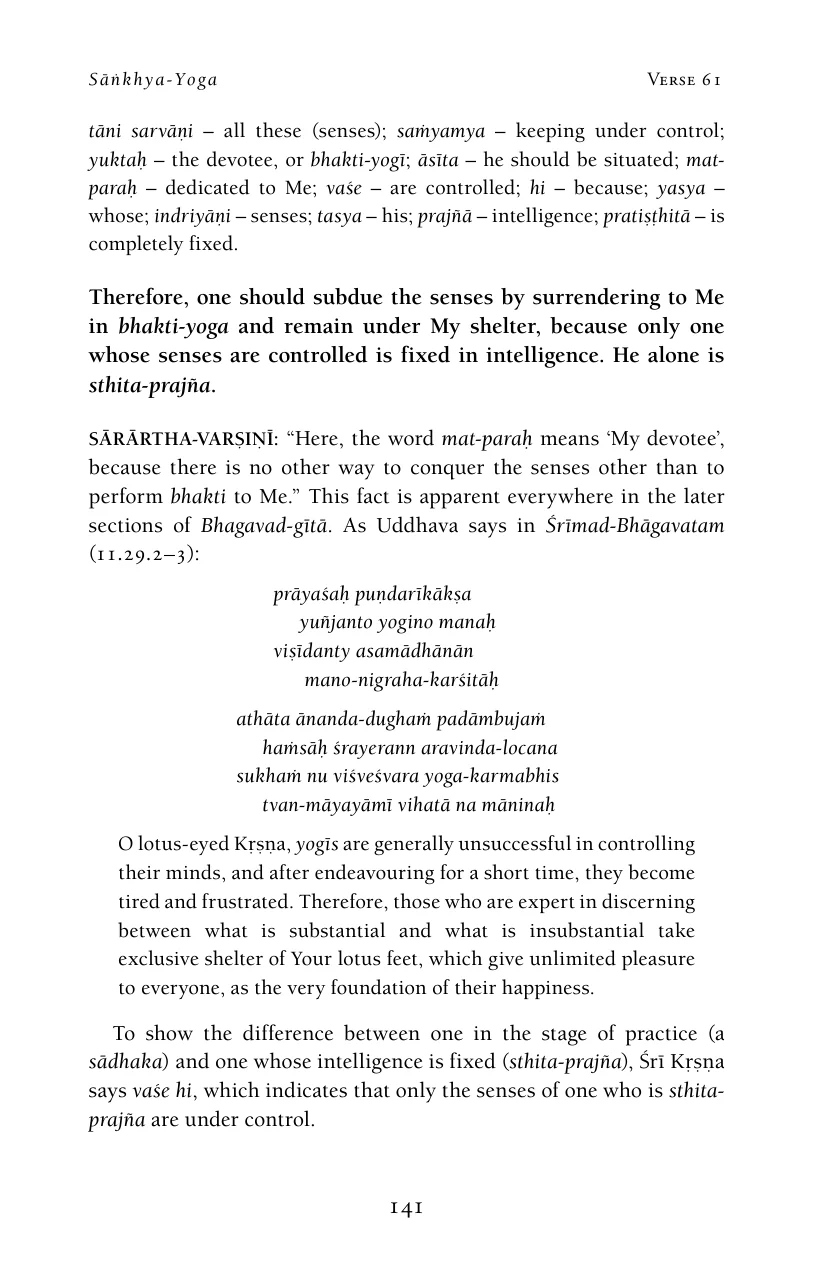 Sāṅkhya-Yoga Verse 61
tāni sarvāṇi – all these (senses); saṁyamya – keeping under control;
yuktaḥ – the devotee, or bhakti-yogī; āsīta – he should be situated; mat-
paraḥ – dedicated to Me; vaśe – are controlled; hi – because; yasya –
whose; indriyāṇi – senses; tasya – his; prajñā – intelligence; pratiṣṭhitā – is
completely fixed.
Therefore, one should subdue the senses by surrendering to Me
in bhakti-yoga and remain under My shelter, because only one
whose senses are controlled is fixed in intelligence. He alone is
sthita-prajña.
SĀRĀRTHA-VARṢIṆĪ: “Here, the word mat-paraḥ means ‘My devotee’,
because there is no other way to conquer the senses other than to
perform bhakti to Me.” This fact is apparent everywhere in the later
sections of Bhagavad-gītā. As Uddhava says in Śrīmad-Bhāgavatam
(11.29.2–3):
prāyaśaḥ puṇdarīkākṣa
yuñjanto yogino manaḥ
viṣīdanty asamādhānān
mano-nigraha-karśitāḥ
athāta ānanda-dughaṁ padāmbujaṁ
haṁsāḥ śrayerann aravinda-locana
sukhaṁ nu viśveśvara yoga-karmabhis
tvan-māyayāmī vihatā na māninaḥ
O lotus-eyed Kṛṣṇa, yogīs are generally unsuccessful in controlling
their minds, and after endeavouring for a short time, they become
tired and frustrated. Therefore, those who are expert in discerning
between what is substantial and what is insubstantial take
exclusive shelter of Your lotus feet, which give unlimited pleasure
to everyone, as the very foundation of their happiness.
To show the difference between one in the stage of practice (a
sādhaka) and one whose intelligence is fixed (sthita-prajña), Śrī Kṛṣṇa
says vaśe hi, which indicates that only the senses of one who is sthita-
prajña are under control.
141